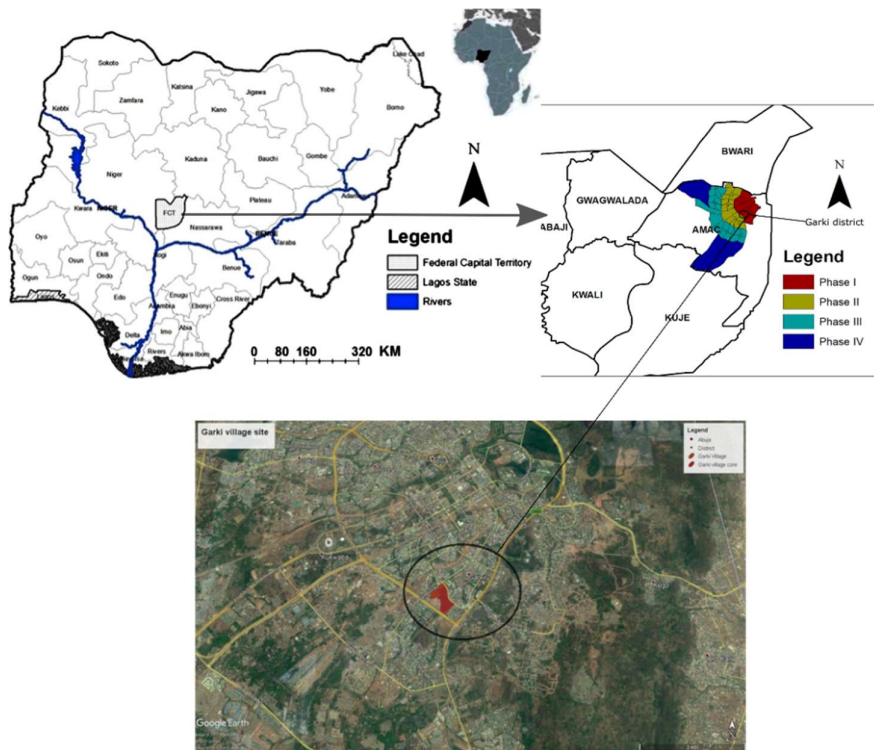 Lake Chad
Sokoto
Katsina
Jigawa
Yobe
Borno
Kebbi
Zamfara
Kano
Kaduna
Bauchi
Gombe
Niger
Plateau
Adamawa
FCT
Kwara
NIGER
Nassarawa
BENUE
Taraba
Kogi
Benue
Oyo
Osun
Ekiti
Ondo
Ogun
Lagos
Edo
Enugu
Ebonyi
Cross River
Anambra
Delta
Imo
Abia
Rivers
Akwa Ibom
N
Legend
Federal Capital Territory
Lagos State
Rivers
0 80 160 320 KM
BWARI
N
GWAGWALADA
ABAJI
AMAC
Garki district
KWALI
KUJE
Legend
Phase I
Phase II
Phase III
Phase IV
Garki village site
Legend
Abuja
District
Garki Village
Garki village core
Google Earth